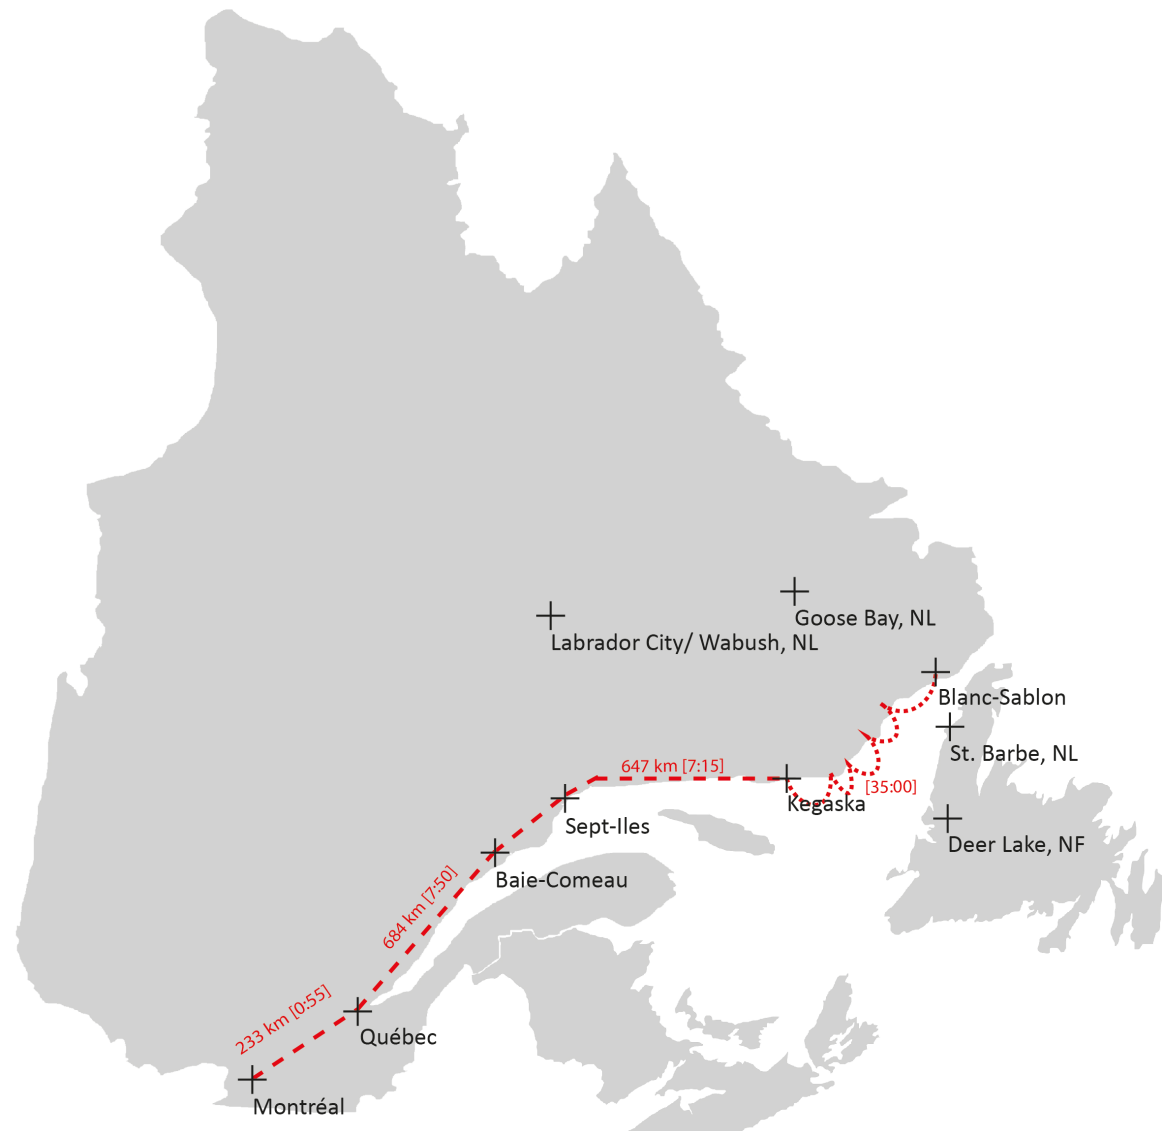 Goose Bay, NL
Labrador City/ Wabush, NL
Blanc-Sablon
St. Barbe, NL
647 km [7:15]
[35:00]
Kegaska
Sept-Iles
Deer Lake, NF
Baie-Comeau
684 km [7:50]
233 km [0:55]
Québec
Montréal